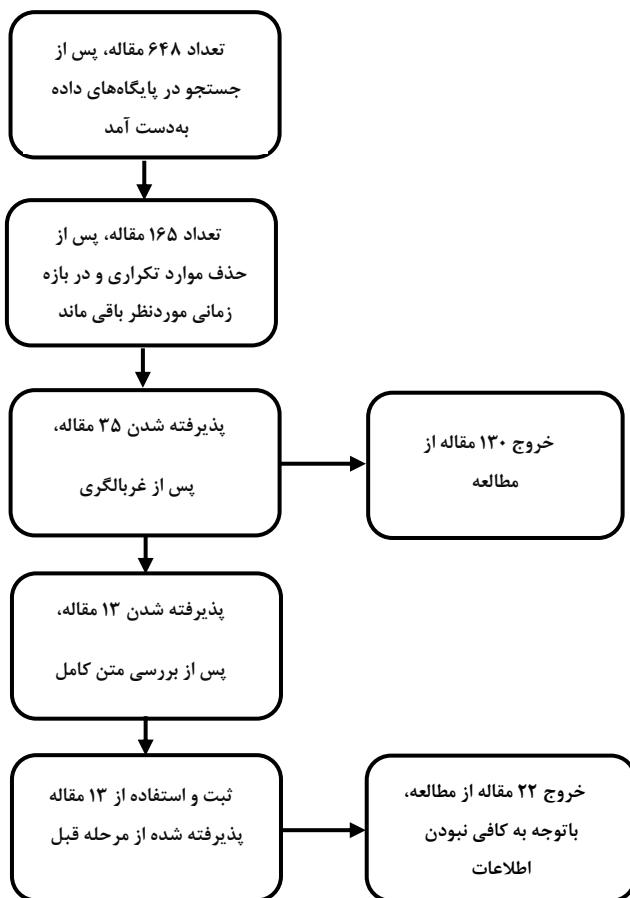 تعداد ۶۴۸ مقاله، پس از
جستجو در پایگاه‌های داده
به‌دست آمد
تعداد ۱۶۵ مقاله، پس از
حذف موارد تکراری و در بازه
زمانی موردنظر باقی ماند
پذیرفته شدن ۳۵ مقاله،
پس از غربالگری
خروج ۱۳۰ مقاله از
مطالعه
پذیرفته شدن ۱۳ مقاله،
پس از بررسی متن کامل
ثبت و استفاده از ۱۳ مقاله
پذیرفته شده از مرحله قبل
خروج ۲۲ مقاله از مطالعه،
باتوجه به کافی نبودن
اطلاعات